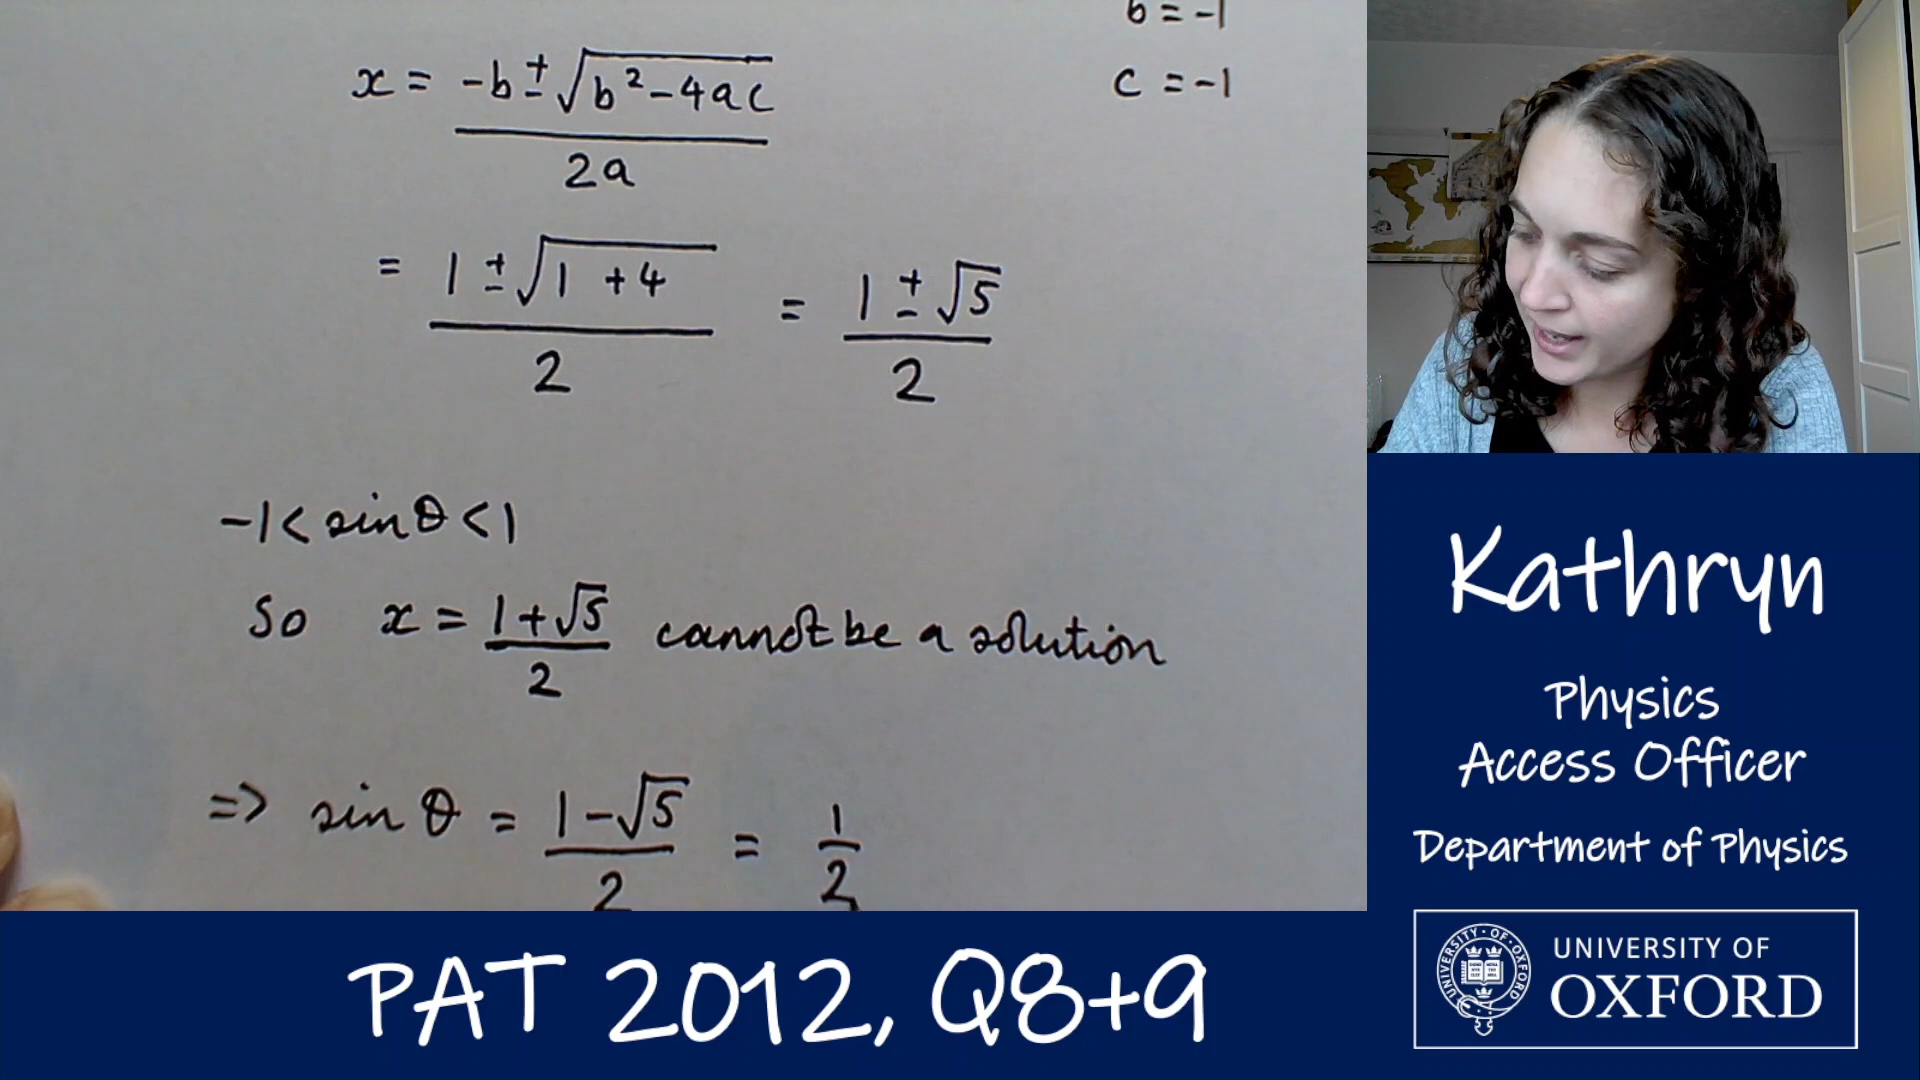 b = -1
x = -b ± √(b² - 4ac) / 2a
c = -1
= 1 ± √(1 + 4) / 2 = 1 ± √5 / 2
-1 < sin θ < 1
So x = 1 + √5 / 2 cannot be a solution
=> sin θ = 1 - √5 / 2 = 1 / 2
Kathryn
Physics
Access Officer
Department of Physics
PAT 2012, Q8+9
UNIVERSITY OF
OXFORD